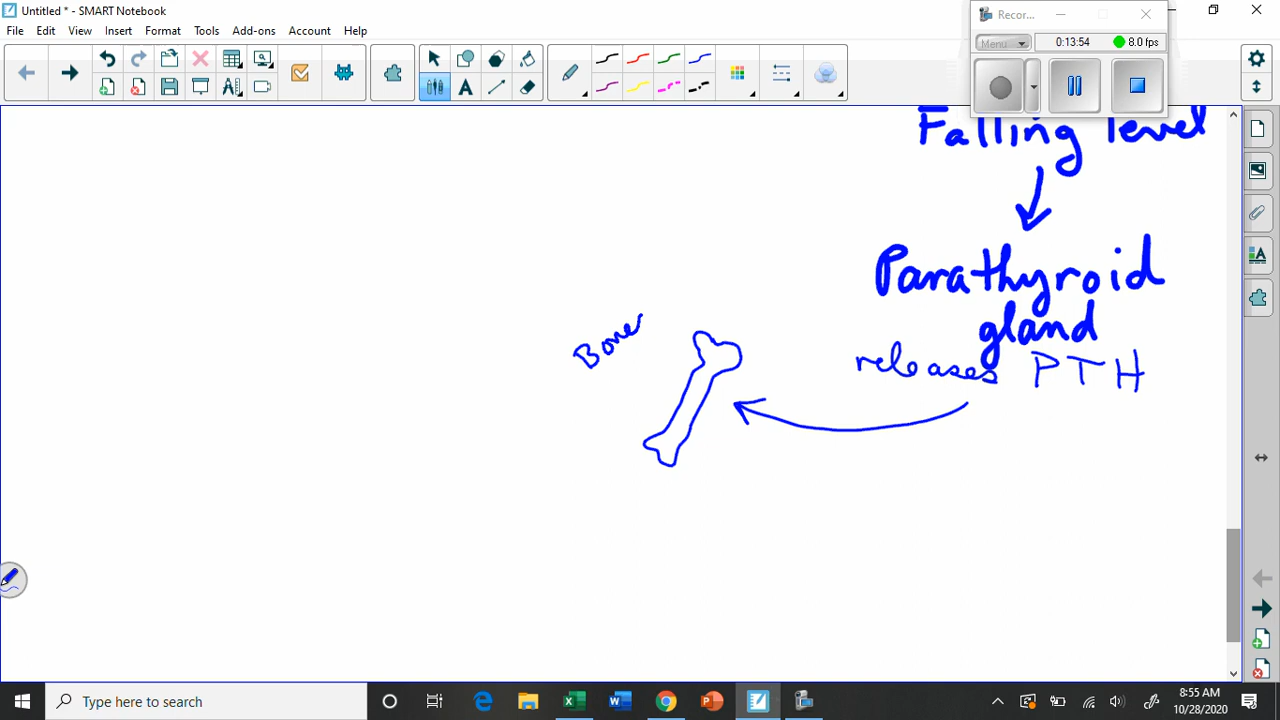 Untitled * - SMART Notebook
Recor...
File Edit View Insert Format Tools Add-ons Account Help
Menu
0:13:54
8.0 fps
Falling level
Parathyroid
gland
releases PTH
Bone
Type here to search
8:55 AM
10/28/2020